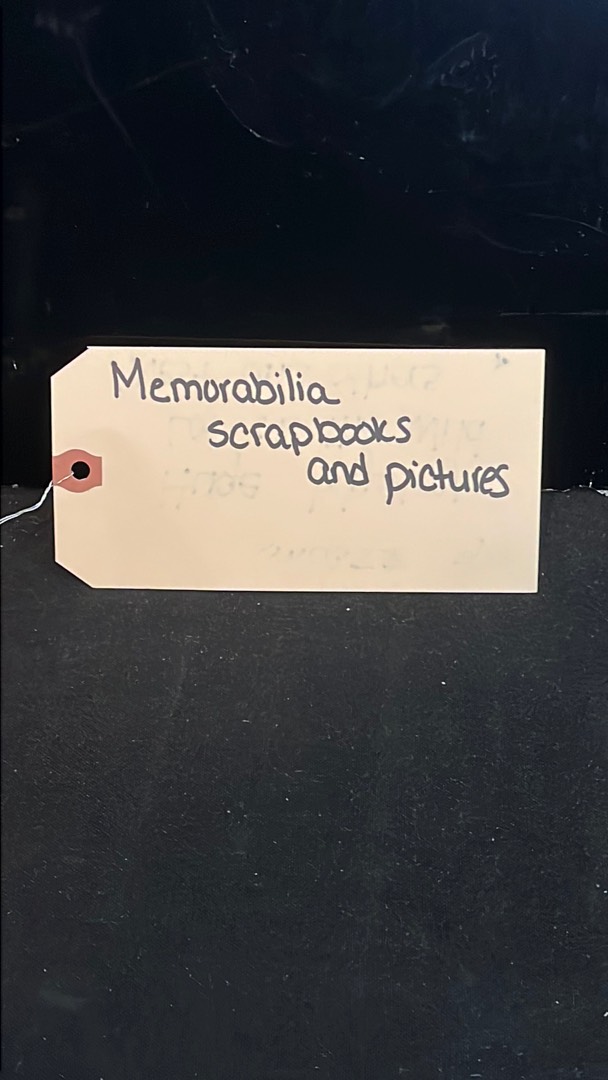 Memorabilia
scrapbooks
and pictures